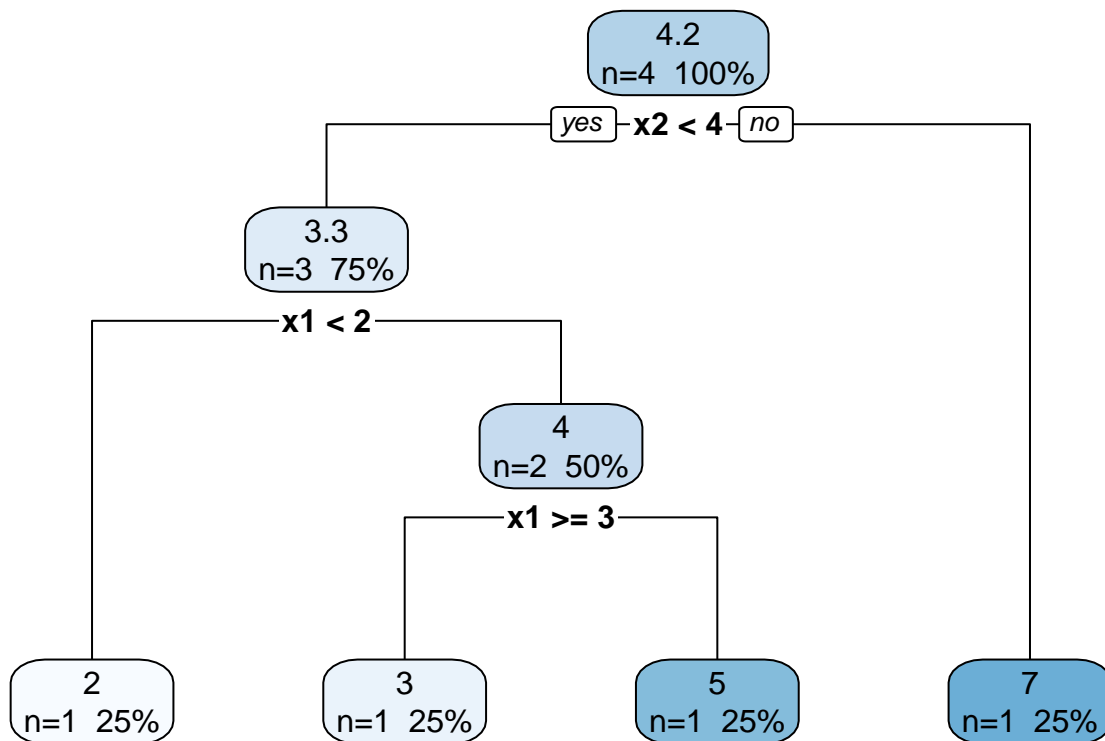 4.2
n=4 100%
yes x2 < 4 no
3.3
n=3 75%
x1 < 2
4
n=2 50%
x1 >= 3
2
n=1 25%
3
n=1 25%
5
n=1 25%
7
n=1 25%